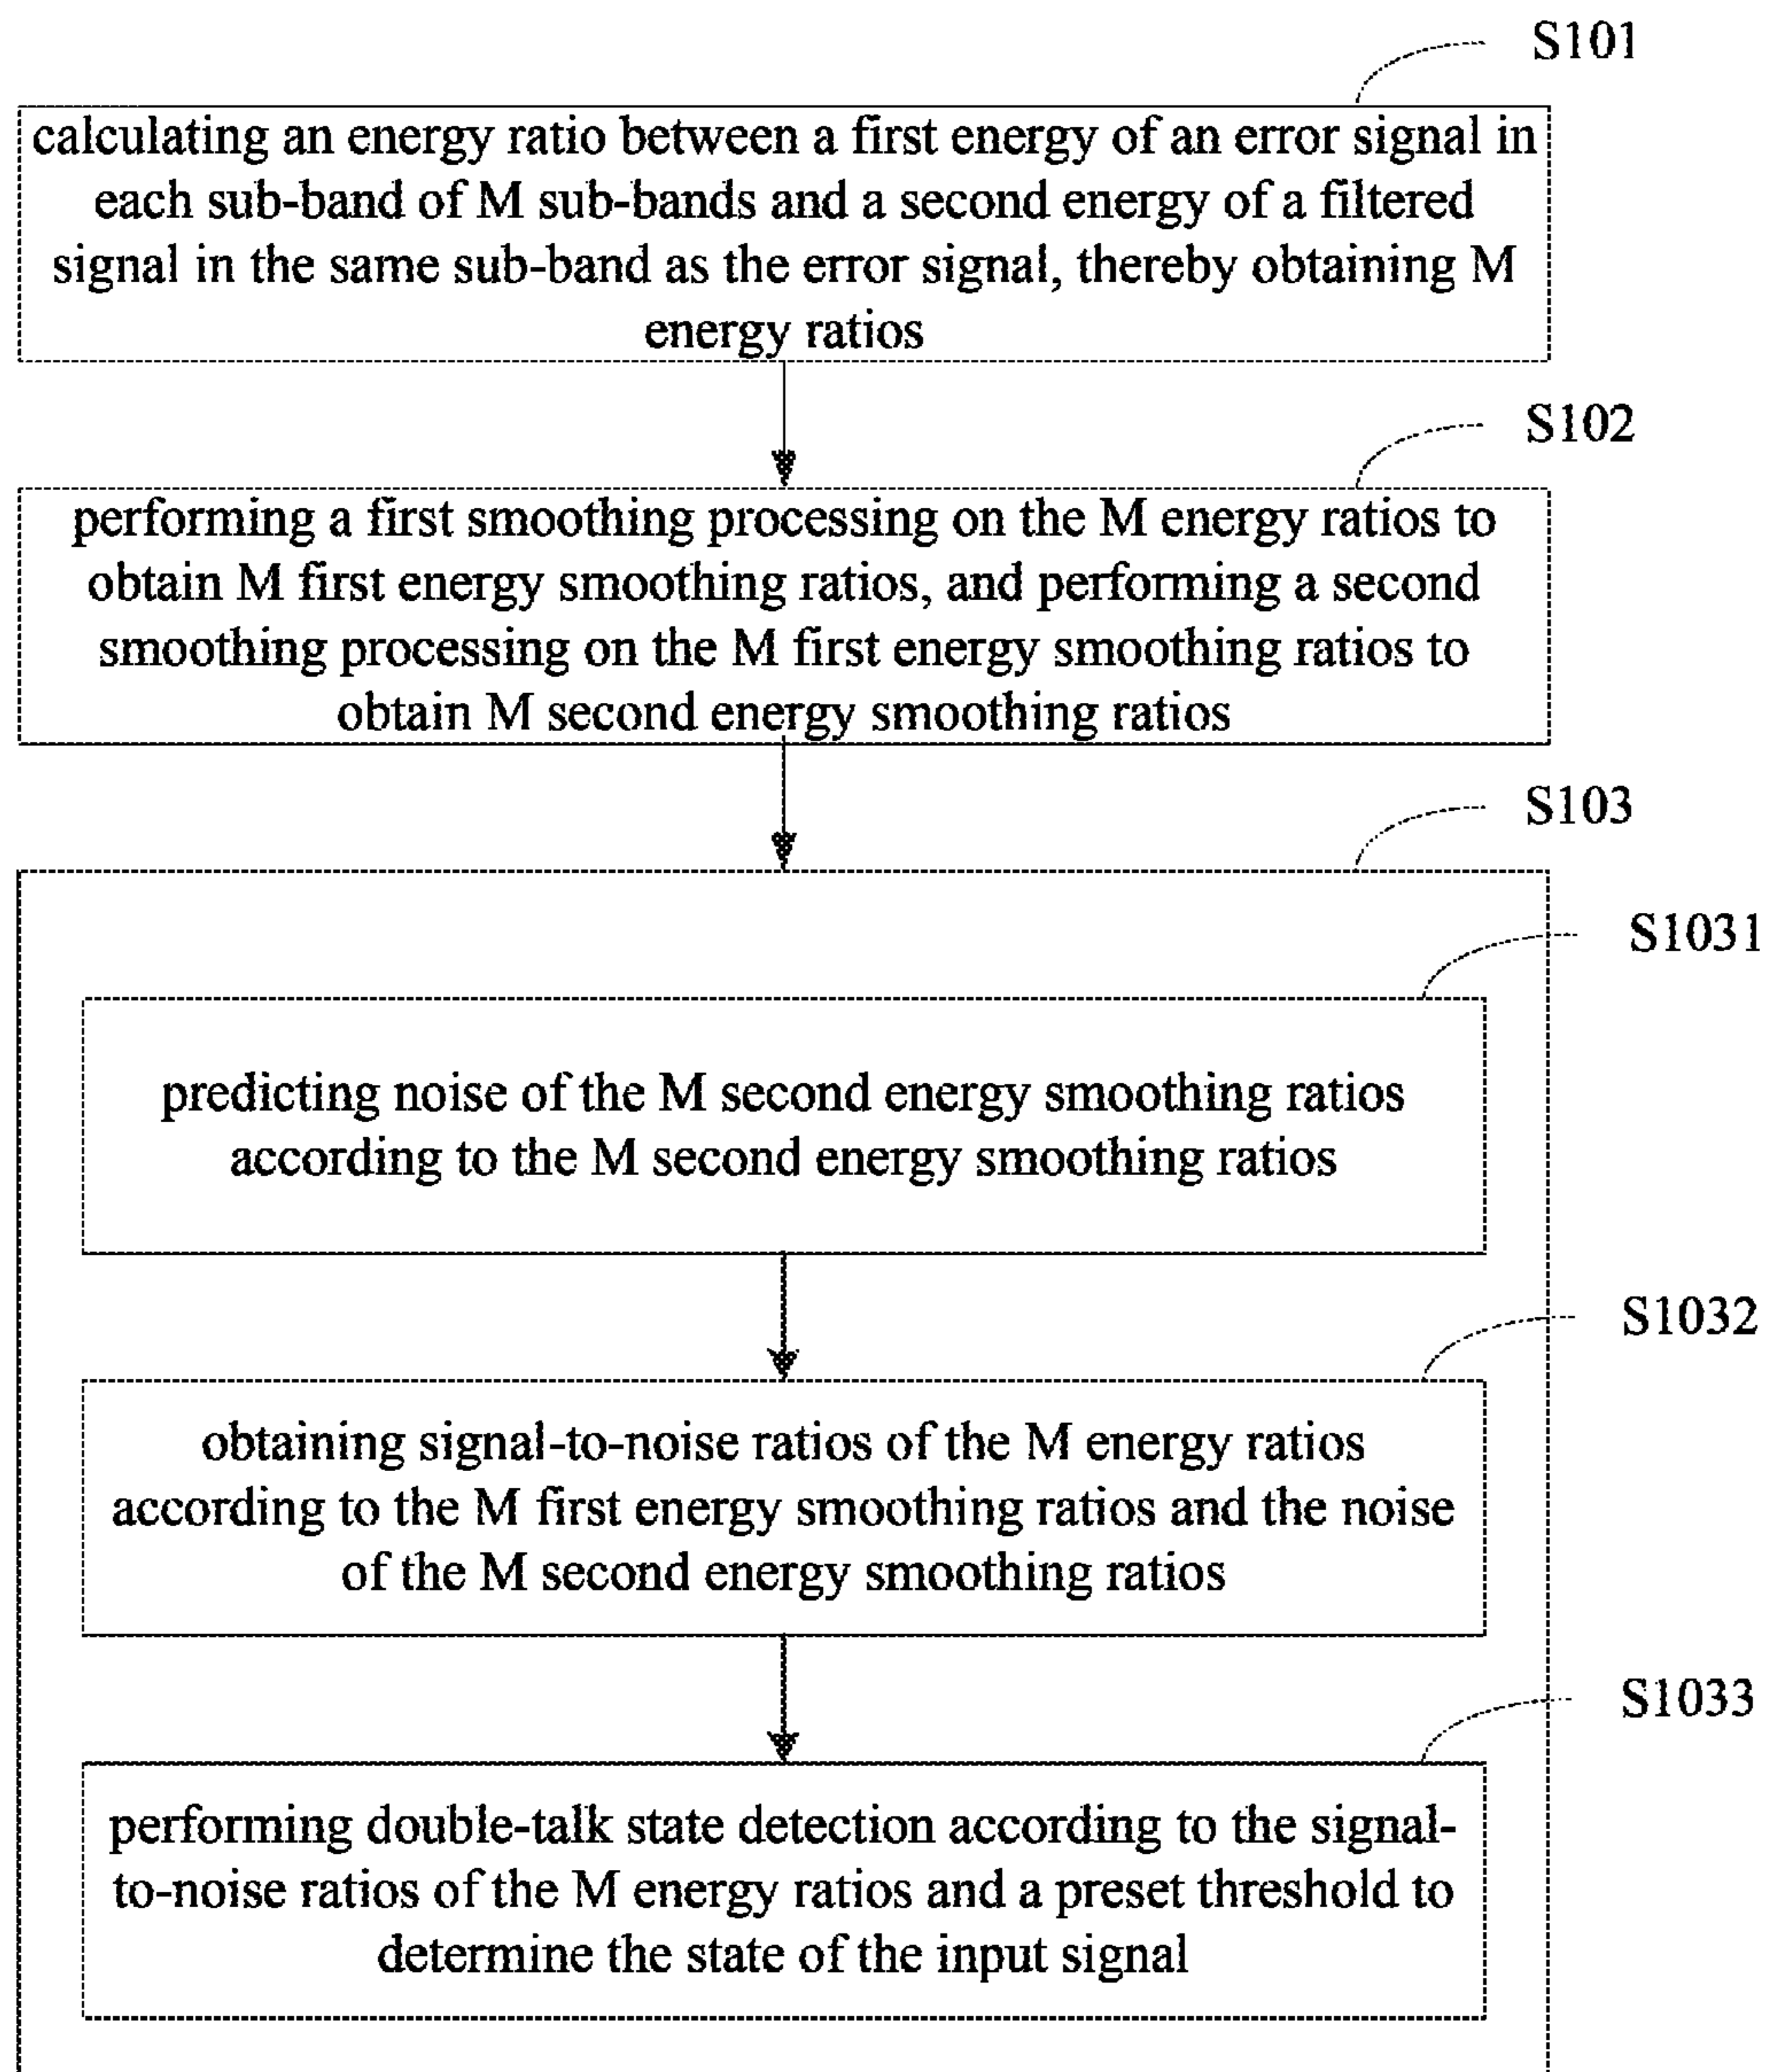 S101
calculating an energy ratio between a first energy of an error signal in
each sub-band of M sub-bands and a second energy of a filtered
signal in the same sub-band as the error signal, thereby obtaining M
energy ratios
S102
performing a first smoothing processing on the M energy ratios to
obtain M first energy smoothing ratios, and performing a second
smoothing processing on the M first energy smoothing ratios to
obtain M second energy smoothing ratios
S103
S1031
predicting noise of the M second energy smoothing ratios
according to the M second energy smoothing ratios
S1032
obtaining signal-to-noise ratios of the M energy ratios
according to the M first energy smoothing ratios and the noise
of the M second energy smoothing ratios
S1033
performing double-talk state detection according to the signal-
to-noise ratios of the M energy ratios and a preset threshold to
determine the state of the input signal